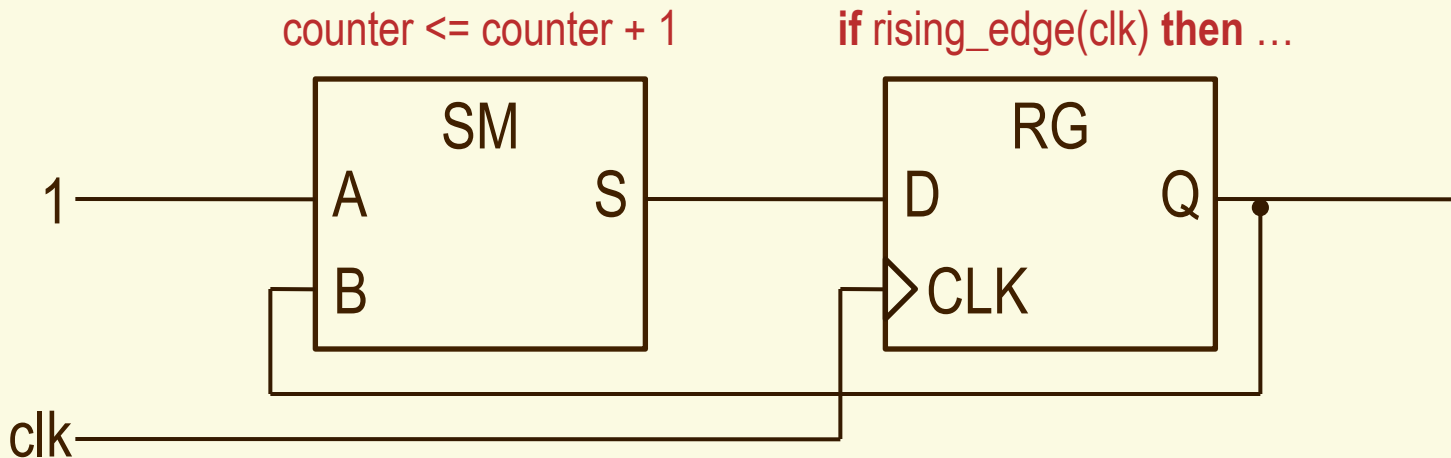 counter <= counter + 1
if rising_edge(clk) then …
SM
RG
1
A
S
D
Q
B
CLK
clk